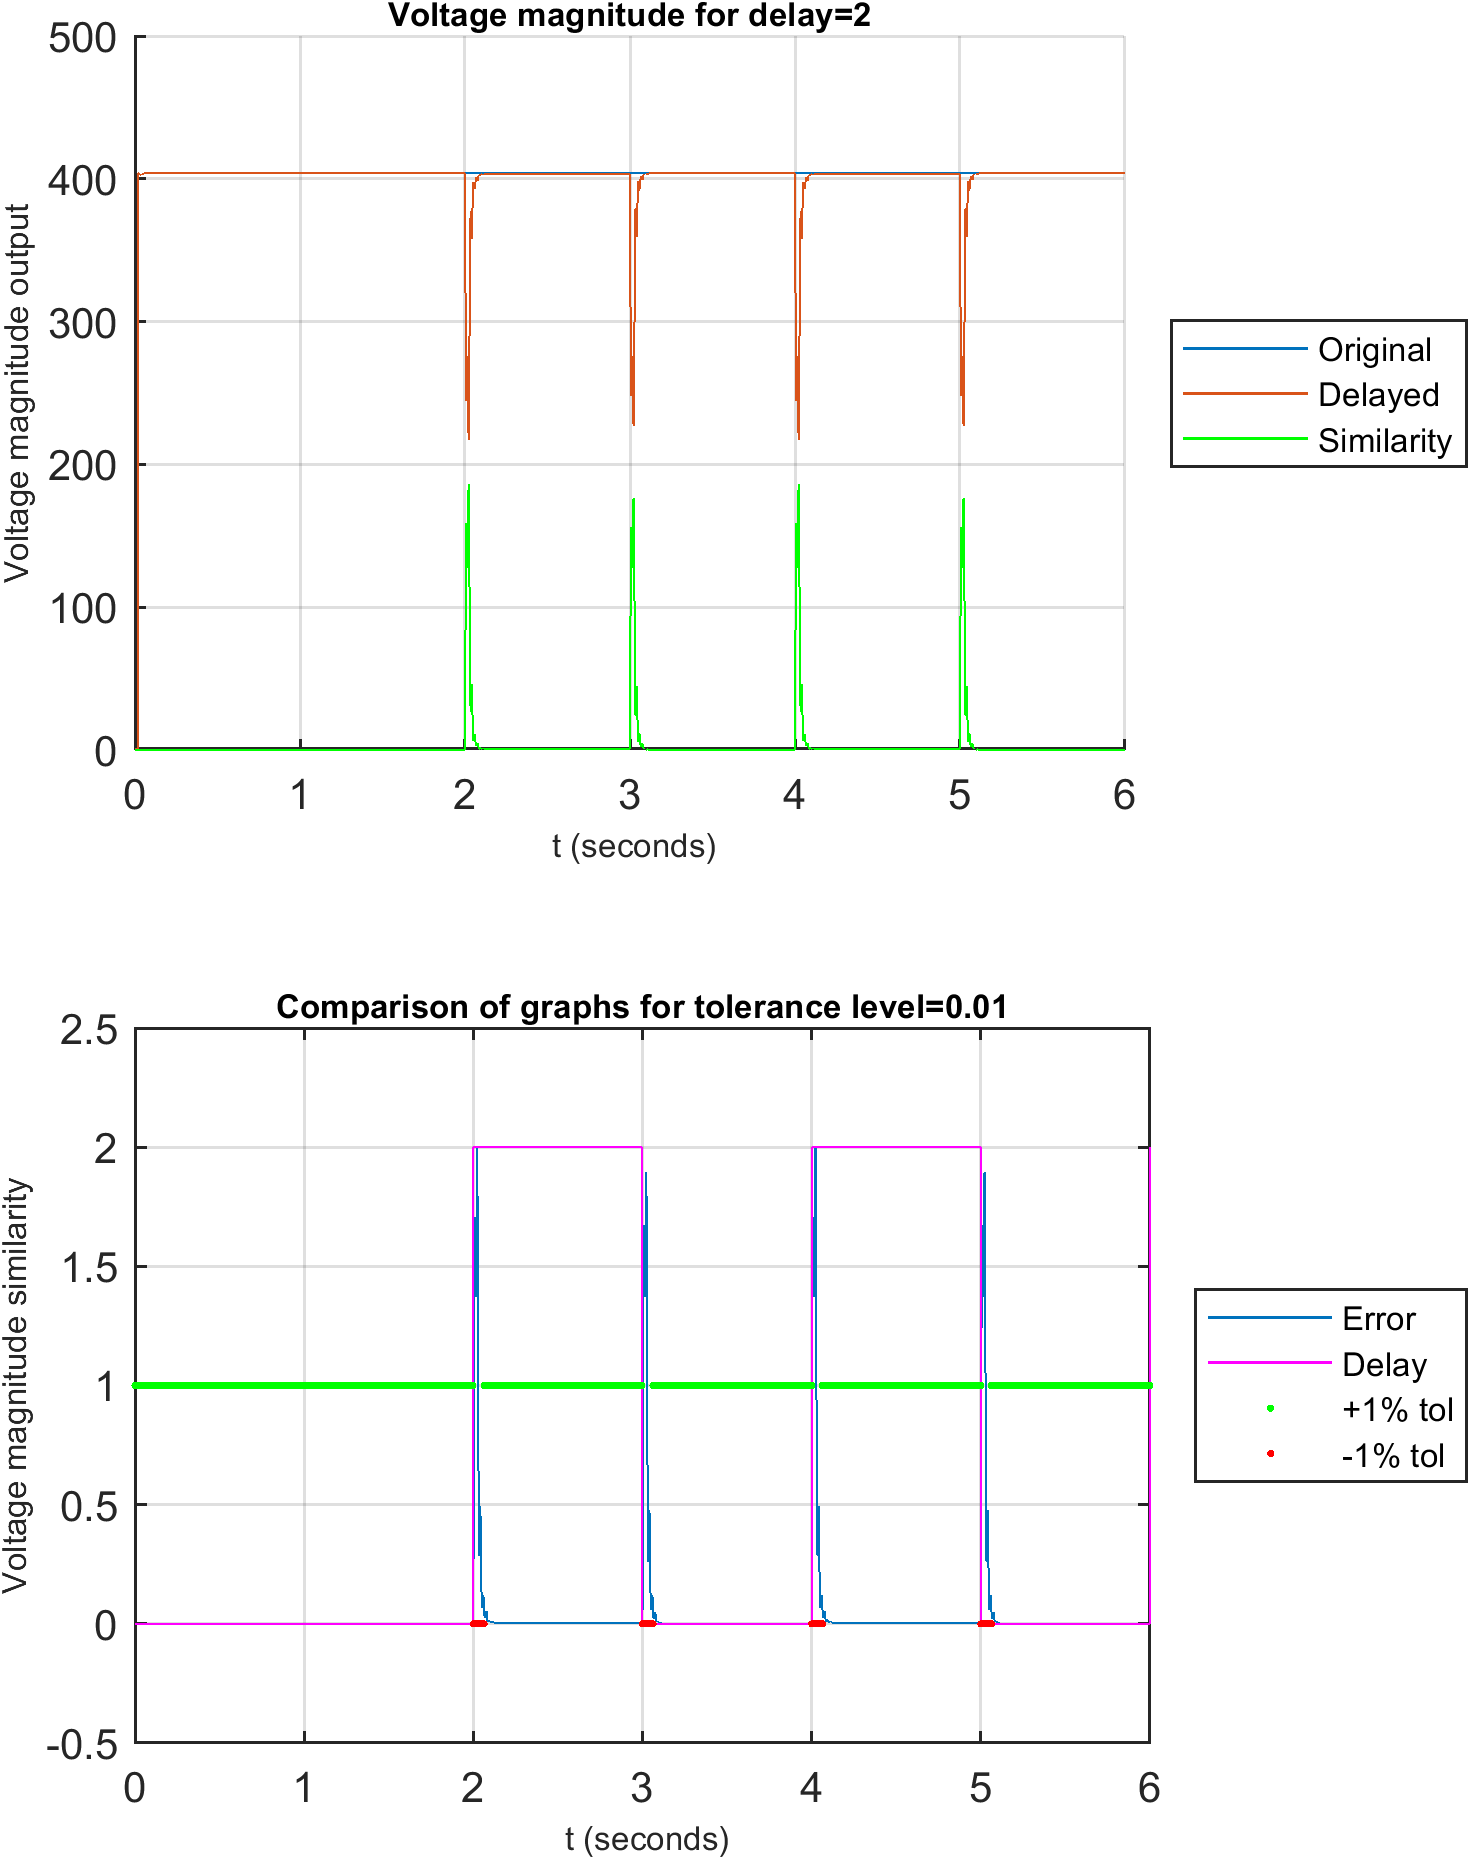 Voltage magnitude for delay=2
500
400
300
200
100
0
Voltage magnitude output
0 1 2 3 4 5 6
t (seconds)
Original
Delayed
Similarity
Comparison of graphs for tolerance level=0.01
2.5
2
1.5
1
0.5
0
-0.5
Voltage magnitude similarity
0 1 2 3 4 5 6
t (seconds)
Error
Delay
+1% tol
-1% tol